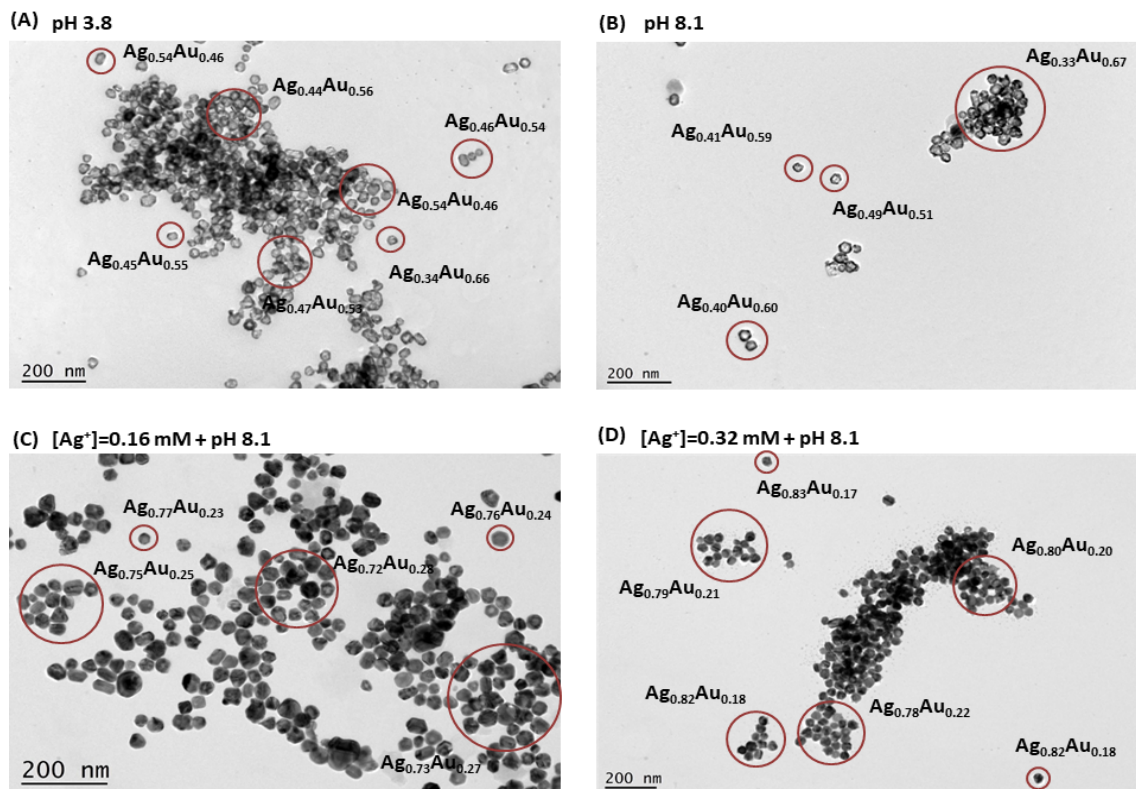 (A) pH 3.8
Ag0.54Au0.46
Ag0.44Au0.56
Ag0.46Au0.54
Ag0.54Au0.46
Ag0.45Au0.55
Ag0.34Au0.66
Ag0.47Au0.53
200 nm
(B) pH 8.1
Ag0.33Au0.67
Ag0.41Au0.59
Ag0.49Au0.51
Ag0.40Au0.60
200 nm
(C) [Ag⁺]=0.16 mM + pH 8.1
Ag0.77Au0.23
Ag0.76Au0.24
Ag0.75Au0.25
Ag0.72Au0.28
Ag0.73Au0.27
200 nm
(D) [Ag⁺]=0.32 mM + pH 8.1
Ag0.83Au0.17
Ag0.80Au0.20
Ag0.79Au0.21
Ag0.82Au0.18
Ag0.78Au0.22
Ag0.82Au0.18
200 nm